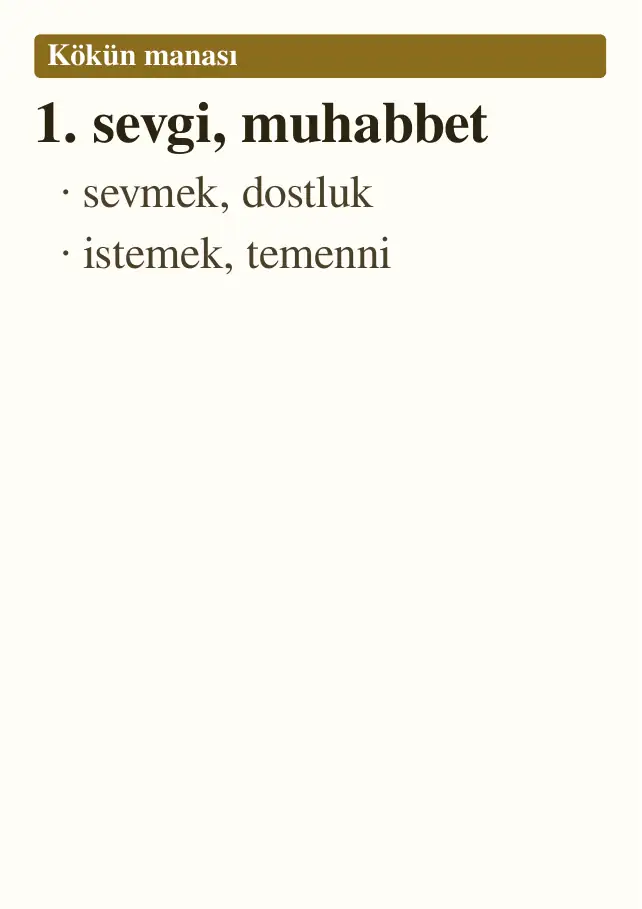 Kökün manası
1. sevgi, muhabbet
· sevmek, dostluk
· istemek, temenni